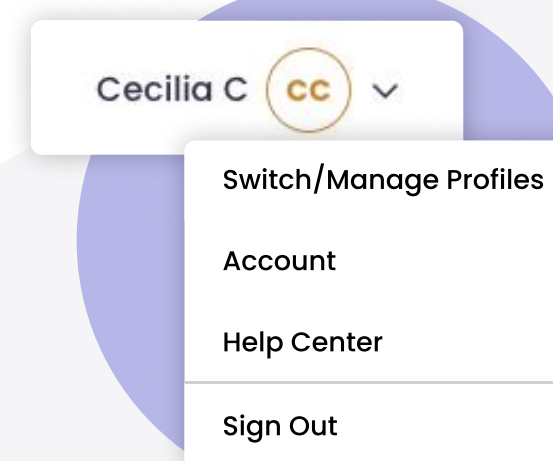 Cecilia C CC
Switch/Manage Profiles
Account
Help Center
Sign Out